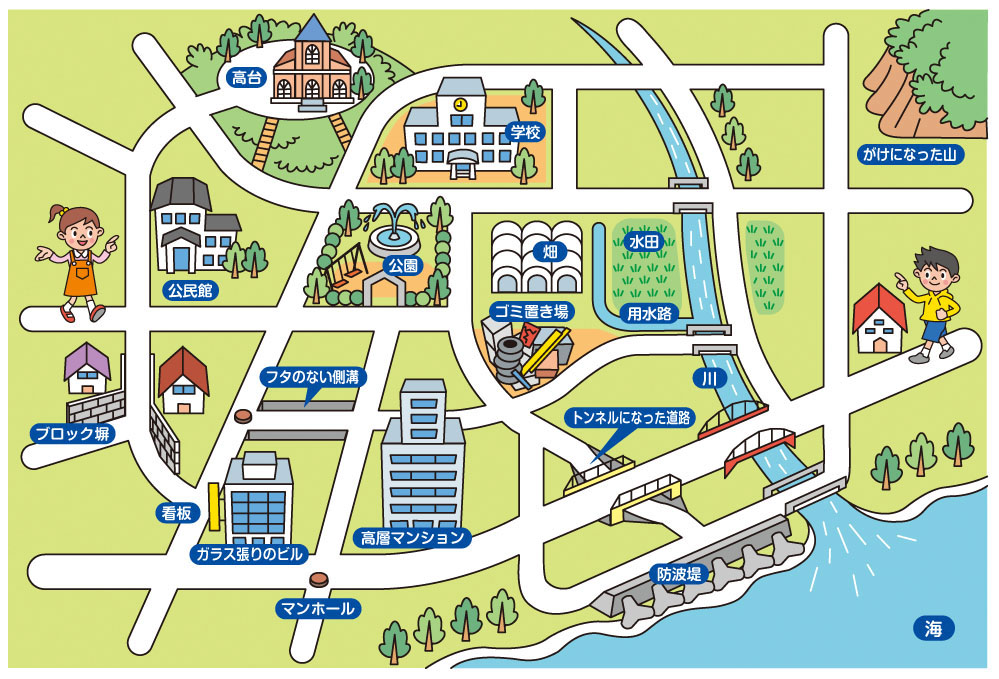 高台
学校
がけになった山
公民館
公園
畑
水田
ゴミ置き場
用水路
フタのない側溝
川
ブロック塀
トンネルになった道路
看板
ガラス張りのビル
高層マンション
防波堤
マンホール
海